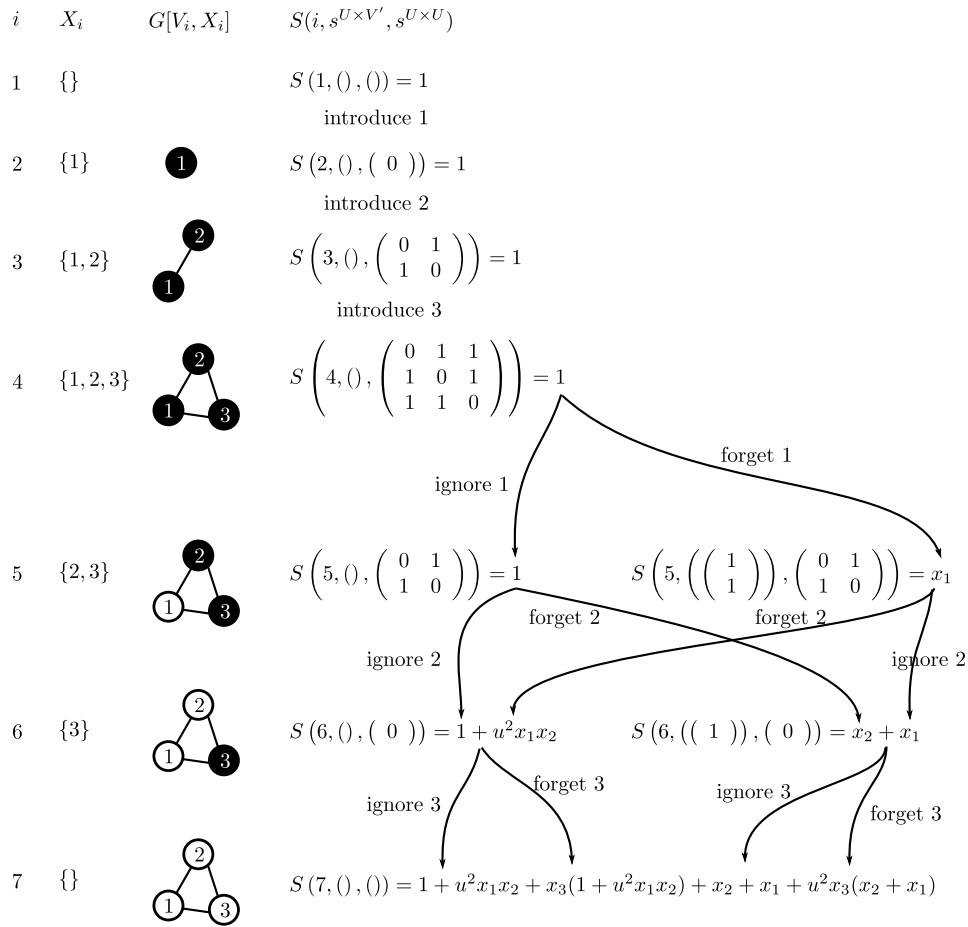 i X_i G[V_i, X_i] S(i, s^{U×V′}, s^{U×U})
1 {} S (1, () , ()) = 1
introduce 1
2 {1} 1 S (2, () , ( 0 )) = 1
introduce 2
2
3 {1, 2} S (3, () , ( 0 1
1 0 )) = 1
1
introduce 3
2
4 {1, 2, 3} S (4, () , ( 0 1 1
1 0 1
1 1 0 )) = 1
1 3
forget 1
ignore 1
2
5 {2, 3} S (5, () , ( 0 1
1 0 )) = 1 S (5, (( 1
1 )) , ( 0 1
1 0 )) = x_1
1 3
forget 2 forget 2
ignore 2 ignore 2
2
6 {3} S (6, () , ( 0 )) = 1 + u^2x_1x_2 S (6, (( 1 )) , ( 0 )) = x_2 + x_1
1 3
ignore 3 forget 3 ignore 3 forget 3
2
7 {} S (7, () , ()) = 1 + u^2x_1x_2 + x_3(1 + u^2x_1x_2) + x_2 + x_1 + u^2x_3(x_2 + x_1)
1 3